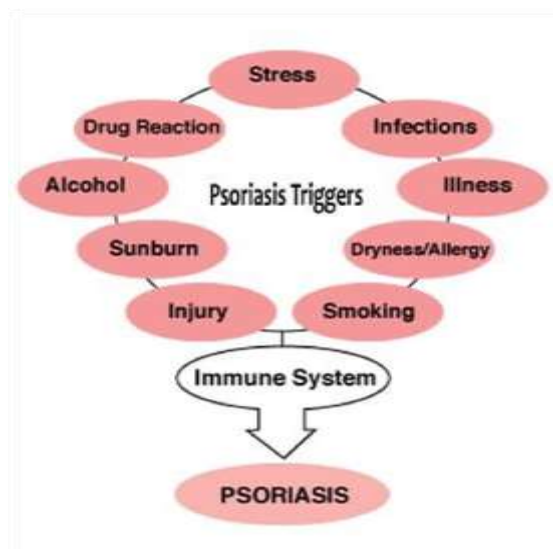 Stress
Drug Reaction
Infections
Alcohol
Psoriasis Triggers
Illness
Sunburn
Dryness/Allergy
Injury
Smoking
Immune System
PSORIASIS